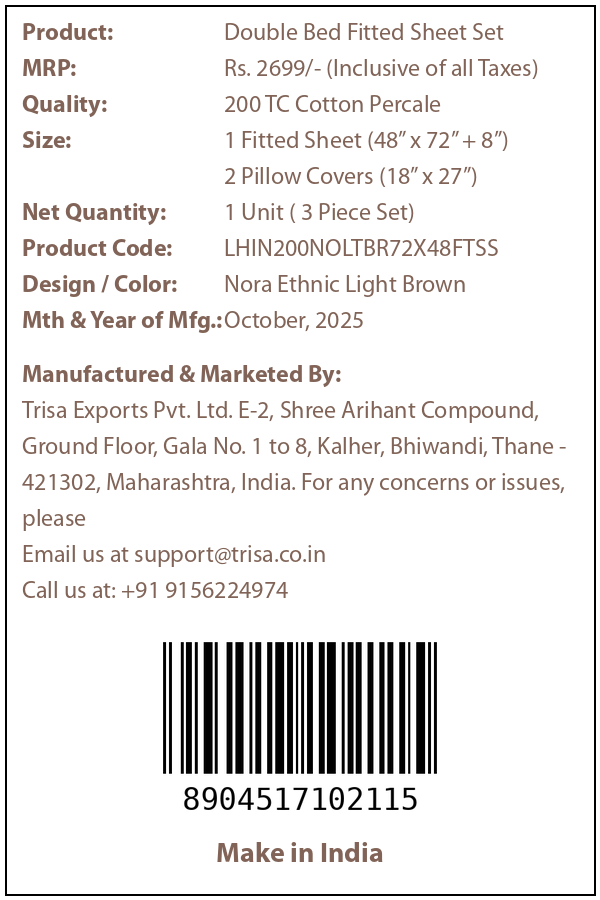 Product: Double Bed Fitted Sheet Set
MRP: Rs. 2699/- (Inclusive of all Taxes)
Quality: 200 TC Cotton Percale
Size: 1 Fitted Sheet (48” x 72” + 8”)
2 Pillow Covers (18” x 27”)
Net Quantity: 1 Unit ( 3 Piece Set)
Product Code: LHIN200NOLTBR72X48FTSS
Design / Color: Nora Ethnic Light Brown
Mth & Year of Mfg.: October, 2025
Manufactured & Marketed By:
Trisa Exports Pvt. Ltd. E-2, Shree Arihant Compound,
Ground Floor, Gala No. 1 to 8, Kalher, Bhiwandi, Thane -
421302, Maharashtra, India. For any concerns or issues,
please
Email us at support@trisa.co.in
Call us at: +91 9156224974
8904517102115
Make in India